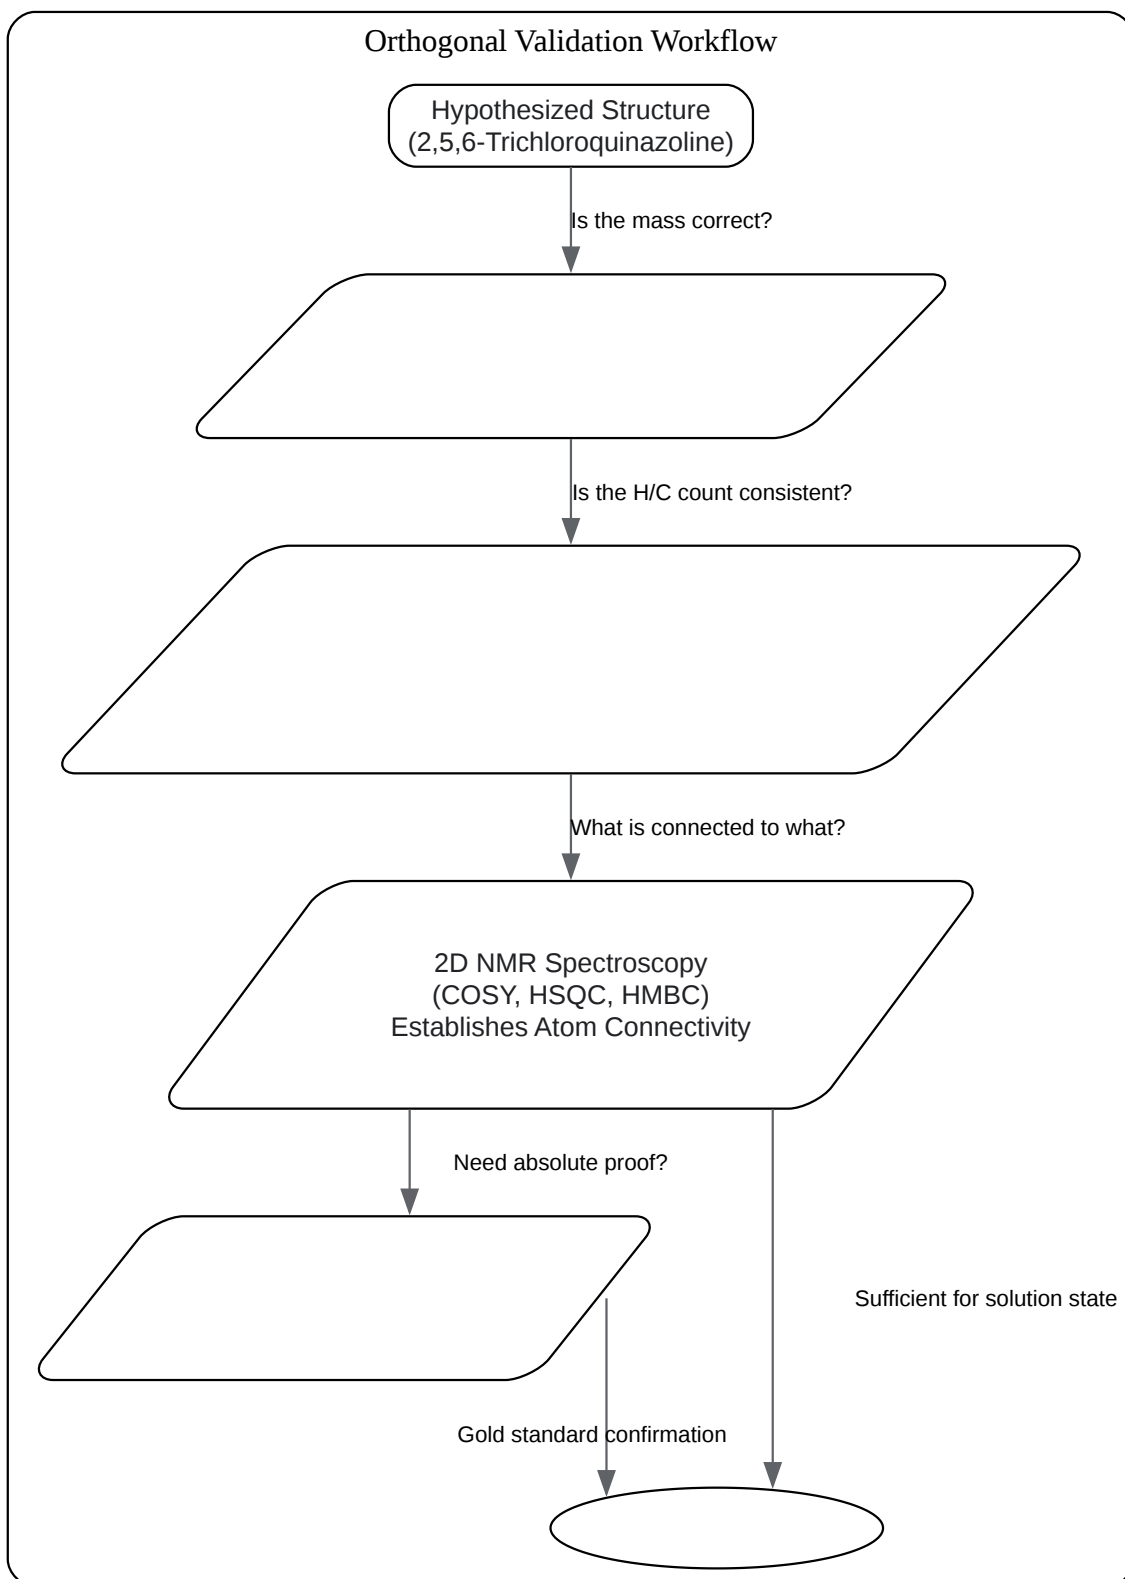 Orthogonal Validation Workflow
Hypothesized Structure
(2,5,6-Trichloroquinazoline)
Is the mass correct?
Is the H/C count consistent?
What is connected to what?
2D NMR Spectroscopy
(COSY, HSQC, HMBC)
Establishes Atom Connectivity
Need absolute proof?
Sufficient for solution state
Gold standard confirmation